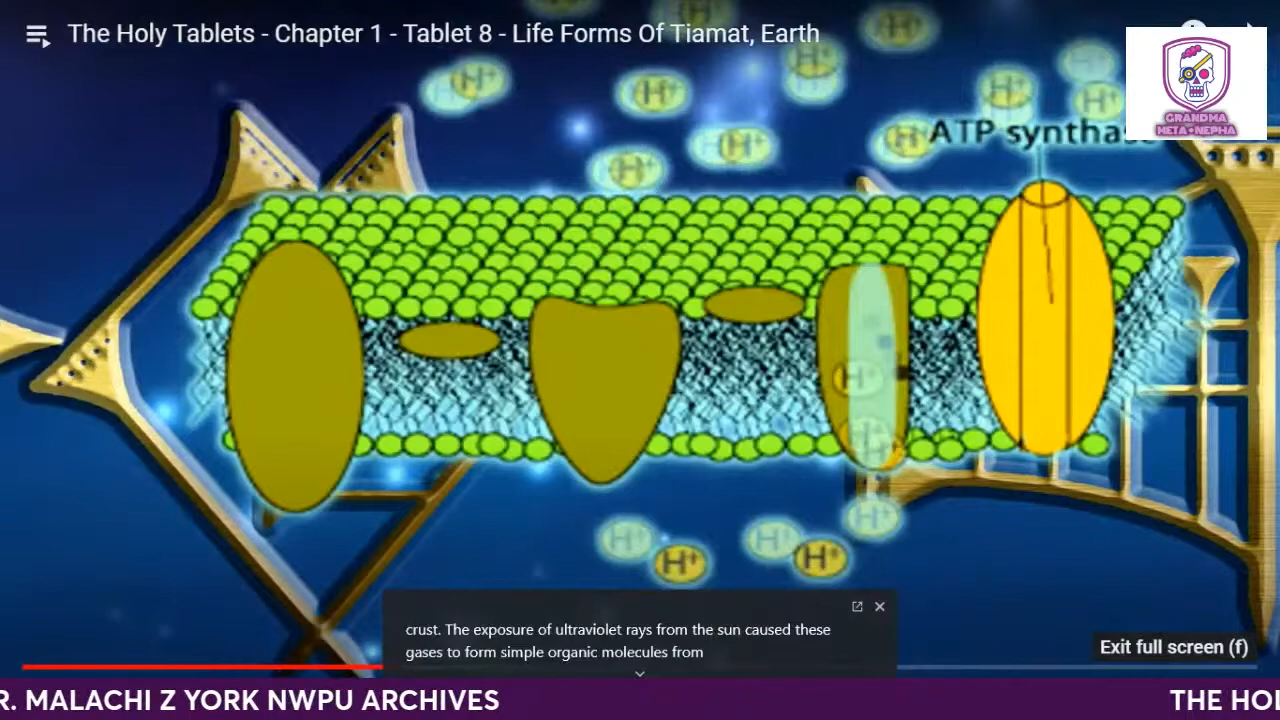 The Holy Tablets - Chapter 1 - Tablet 8 - Life Forms Of Tiamat, Earth
GRANDMA
META•NEPHA
H+
H+
H+
H+
H+
H+
H+
H+
ATP synthas
H+
H+
H+
H+
H+
H+
H+
crust. The exposure of ultraviolet rays from the sun caused these
gases to form simple organic molecules from
Exit full screen (f)
R. MALACHI Z YORK NWPU ARCHIVES
THE HOL